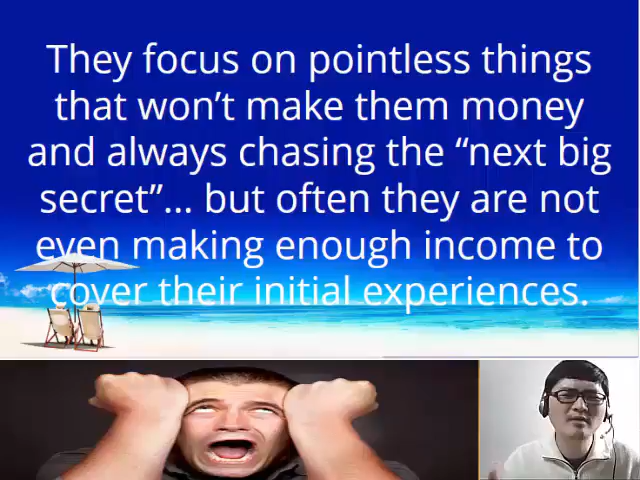 They focus on pointless things
that won't make them money
and always chasing the “next big
secret”... but often they are not
even making enough income to
cover their initial experiences.